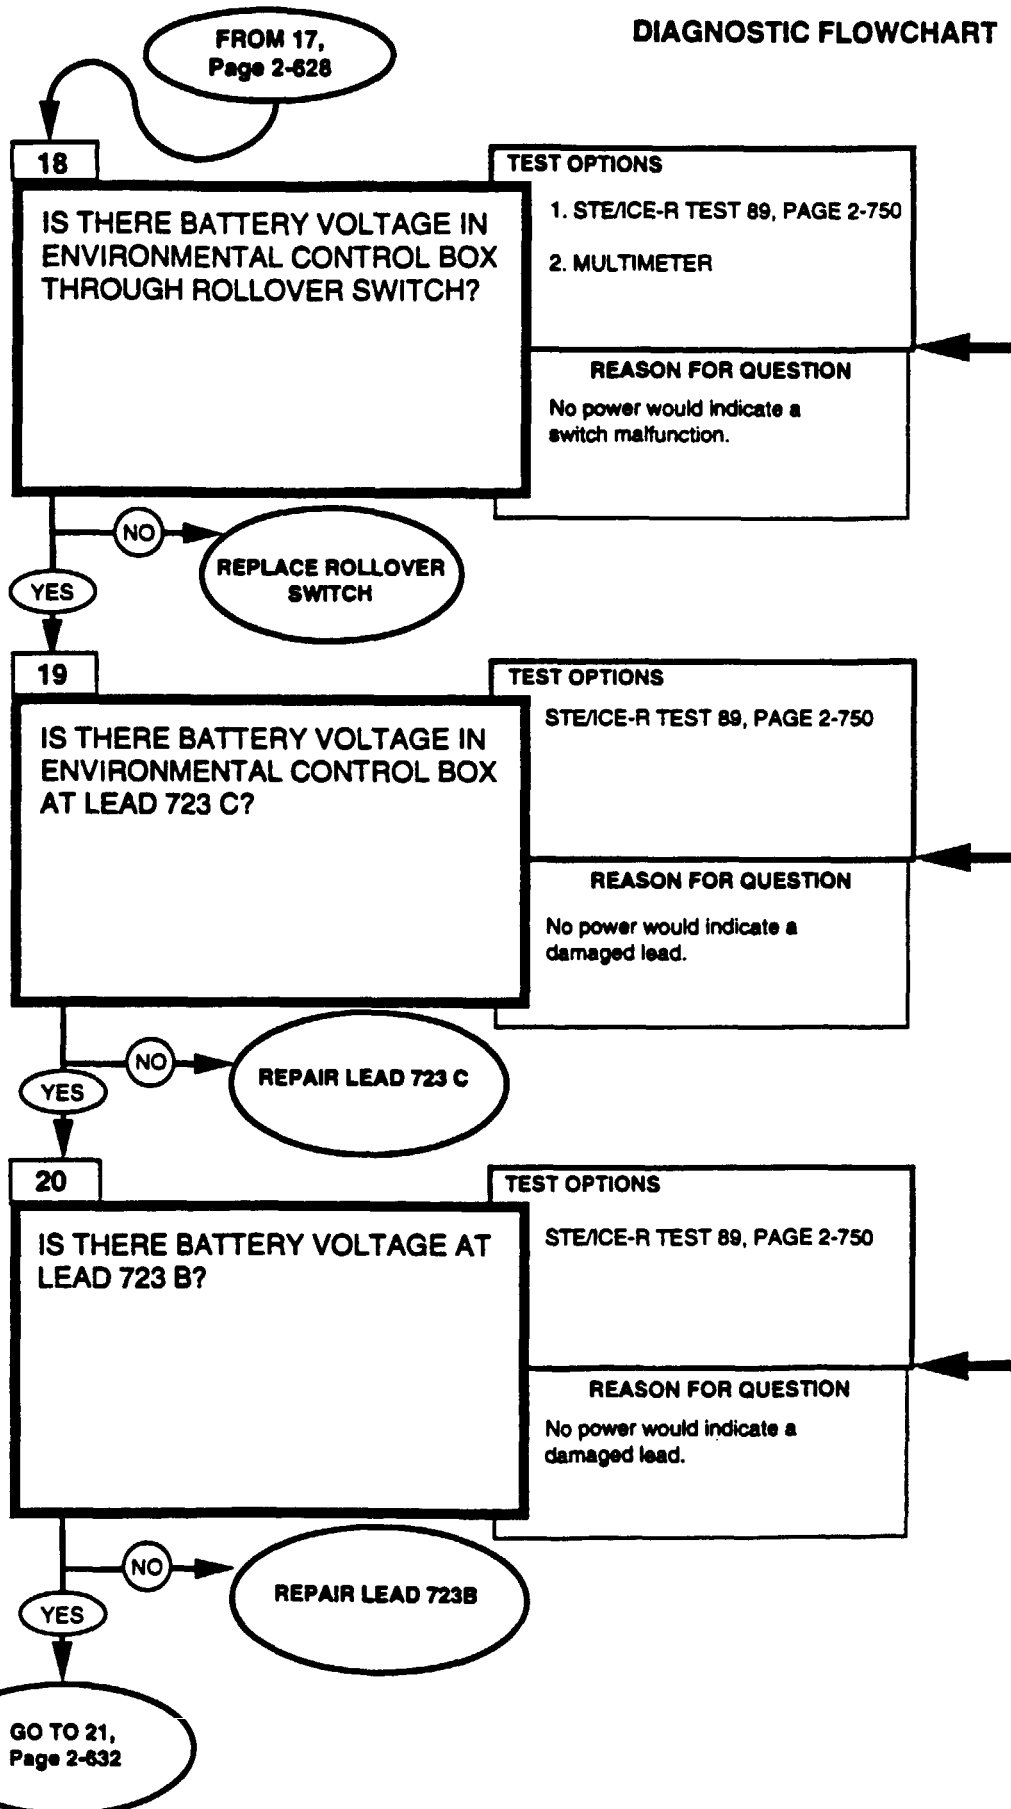 DIAGNOSTIC FLOWCHART
FROM 17,
Page 2-628
18
IS THERE BATTERY VOLTAGE IN
ENVIRONMENTAL CONTROL BOX
THROUGH ROLLOVER SWITCH?
TEST OPTIONS
1. STE/ICE-R TEST 89, PAGE 2-750
2. MULTIMETER
REASON FOR QUESTION
No power would indicate a
switch malfunction.
NO
REPLACE ROLLOVER
SWITCH
YES
19
IS THERE BATTERY VOLTAGE IN
ENVIRONMENTAL CONTROL BOX
AT LEAD 723 C?
TEST OPTIONS
STE/ICE-R TEST 89, PAGE 2-750
REASON FOR QUESTION
No power would indicate a
damaged lead.
NO
REPAIR LEAD 723 C
YES
20
IS THERE BATTERY VOLTAGE AT
LEAD 723 B?
TEST OPTIONS
STE/ICE-R TEST 89, PAGE 2-750
REASON FOR QUESTION
No power would indicate a
damaged lead.
NO
REPAIR LEAD 723B
YES
GO TO 21,
Page 2-632